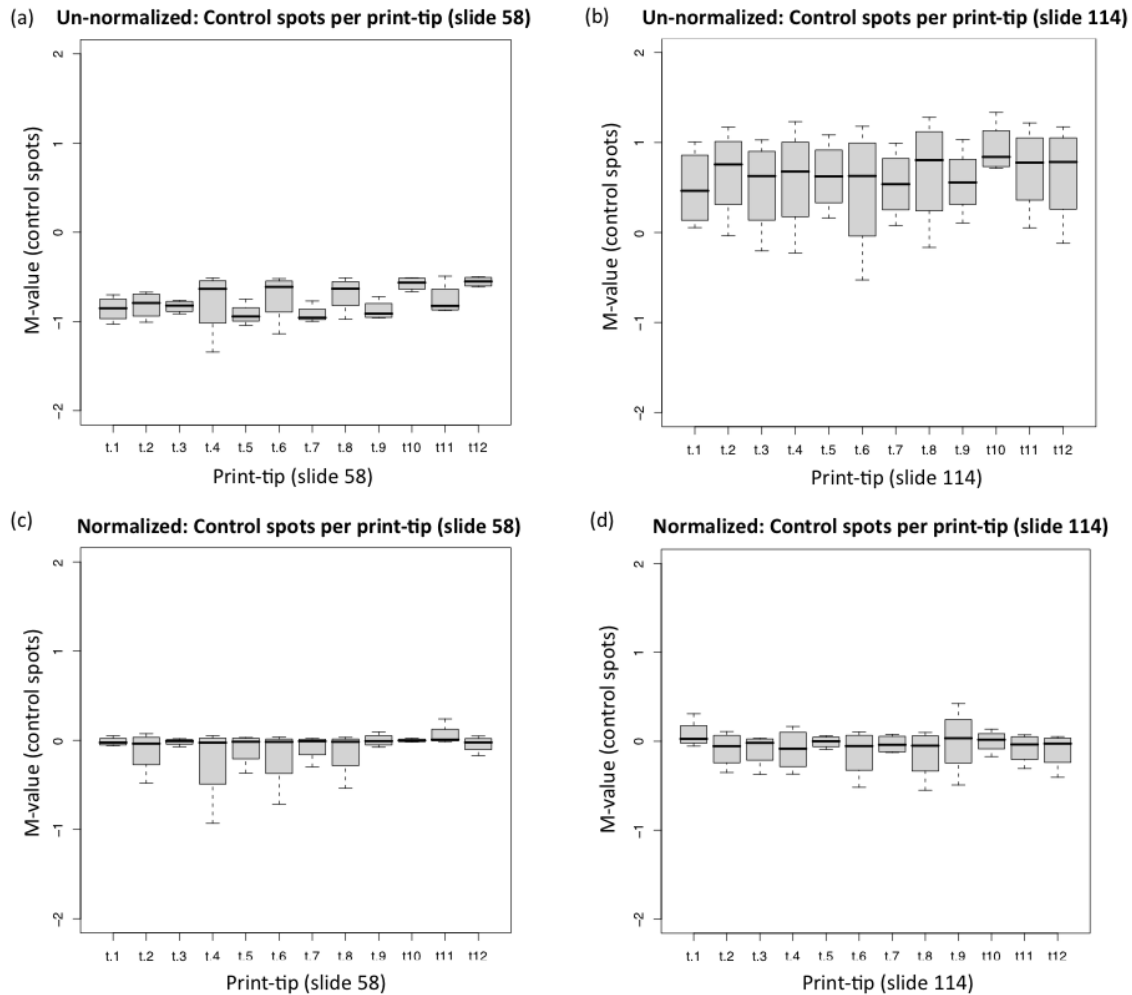 (a) Un-normalized: Control spots per print-tip (slide 58)
M-value (control spots)
2
1
0
−1
−2
t.1 t.2 t.3 t.4 t.5 t.6 t.7 t.8 t.9 t10 t11 t12
Print-tip (slide 58)
(b) Un-normalized: Control spots per print-tip (slide 114)
M-value (control spots)
2
1
0
−1
−2
t.1 t.2 t.3 t.4 t.5 t.6 t.7 t.8 t.9 t10 t11 t12
Print-tip (slide 114)
(c) Normalized: Control spots per print-tip (slide 58)
M-value (control spots)
2
1
0
−1
−2
t.1 t.2 t.3 t.4 t.5 t.6 t.7 t.8 t.9 t10 t11 t12
Print-tip (slide 58)
(d) Normalized: Control spots per print-tip (slide 114)
M-value (control spots)
2
1
0
−1
−2
t.1 t.2 t.3 t.4 t.5 t.6 t.7 t.8 t.9 t10 t11 t12
Print-tip (slide 114)